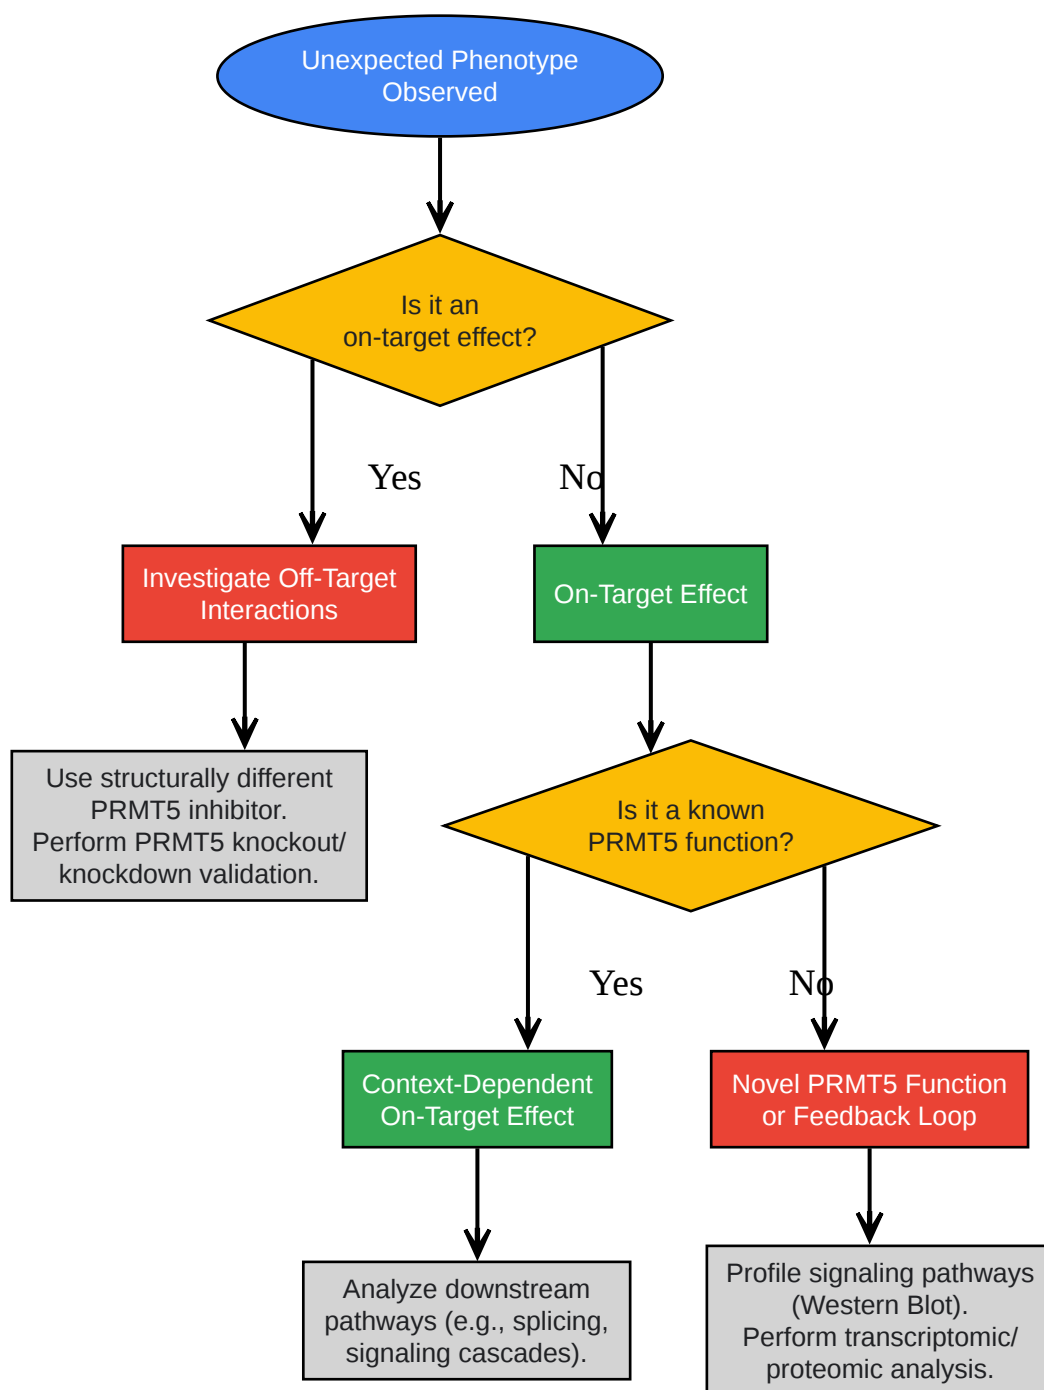 Unexpected Phenotype
Observed
Is it an
on-target effect?
Yes
No
Investigate Off-Target
Interactions
On-Target Effect
Use structurally different
PRMT5 inhibitor.
Perform PRMT5 knockout/
knockdown validation.
Is it a known
PRMT5 function?
Yes
No
Context-Dependent
On-Target Effect
Novel PRMT5 Function
or Feedback Loop
Analyze downstream
pathways (e.g., splicing,
signaling cascades).
Profile signaling pathways
(Western Blot).
Perform transcriptomic/
proteomic analysis.